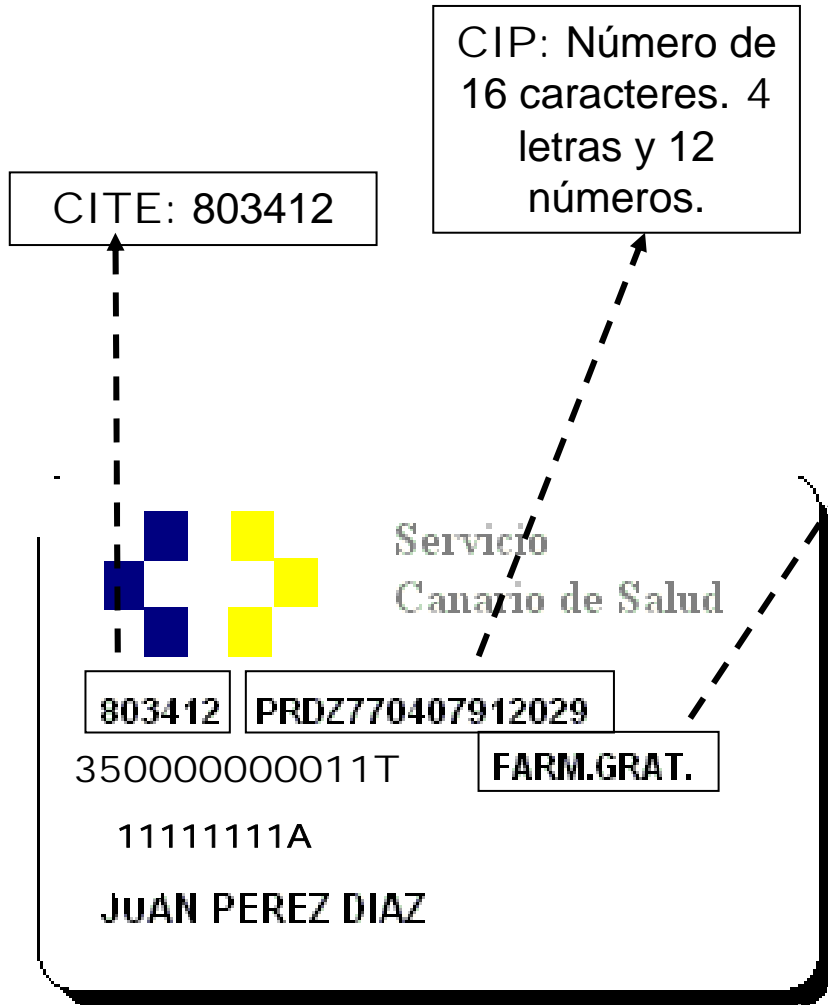 CIP: Número de
16 caracteres. 4
letras y 12
números.
CITE: 803412
Servicio
Canario de Salud
803412 PRDZ770407912029
350000000011T FARM.GRAT.
11111111A
JUAN PEREZ DIAZ